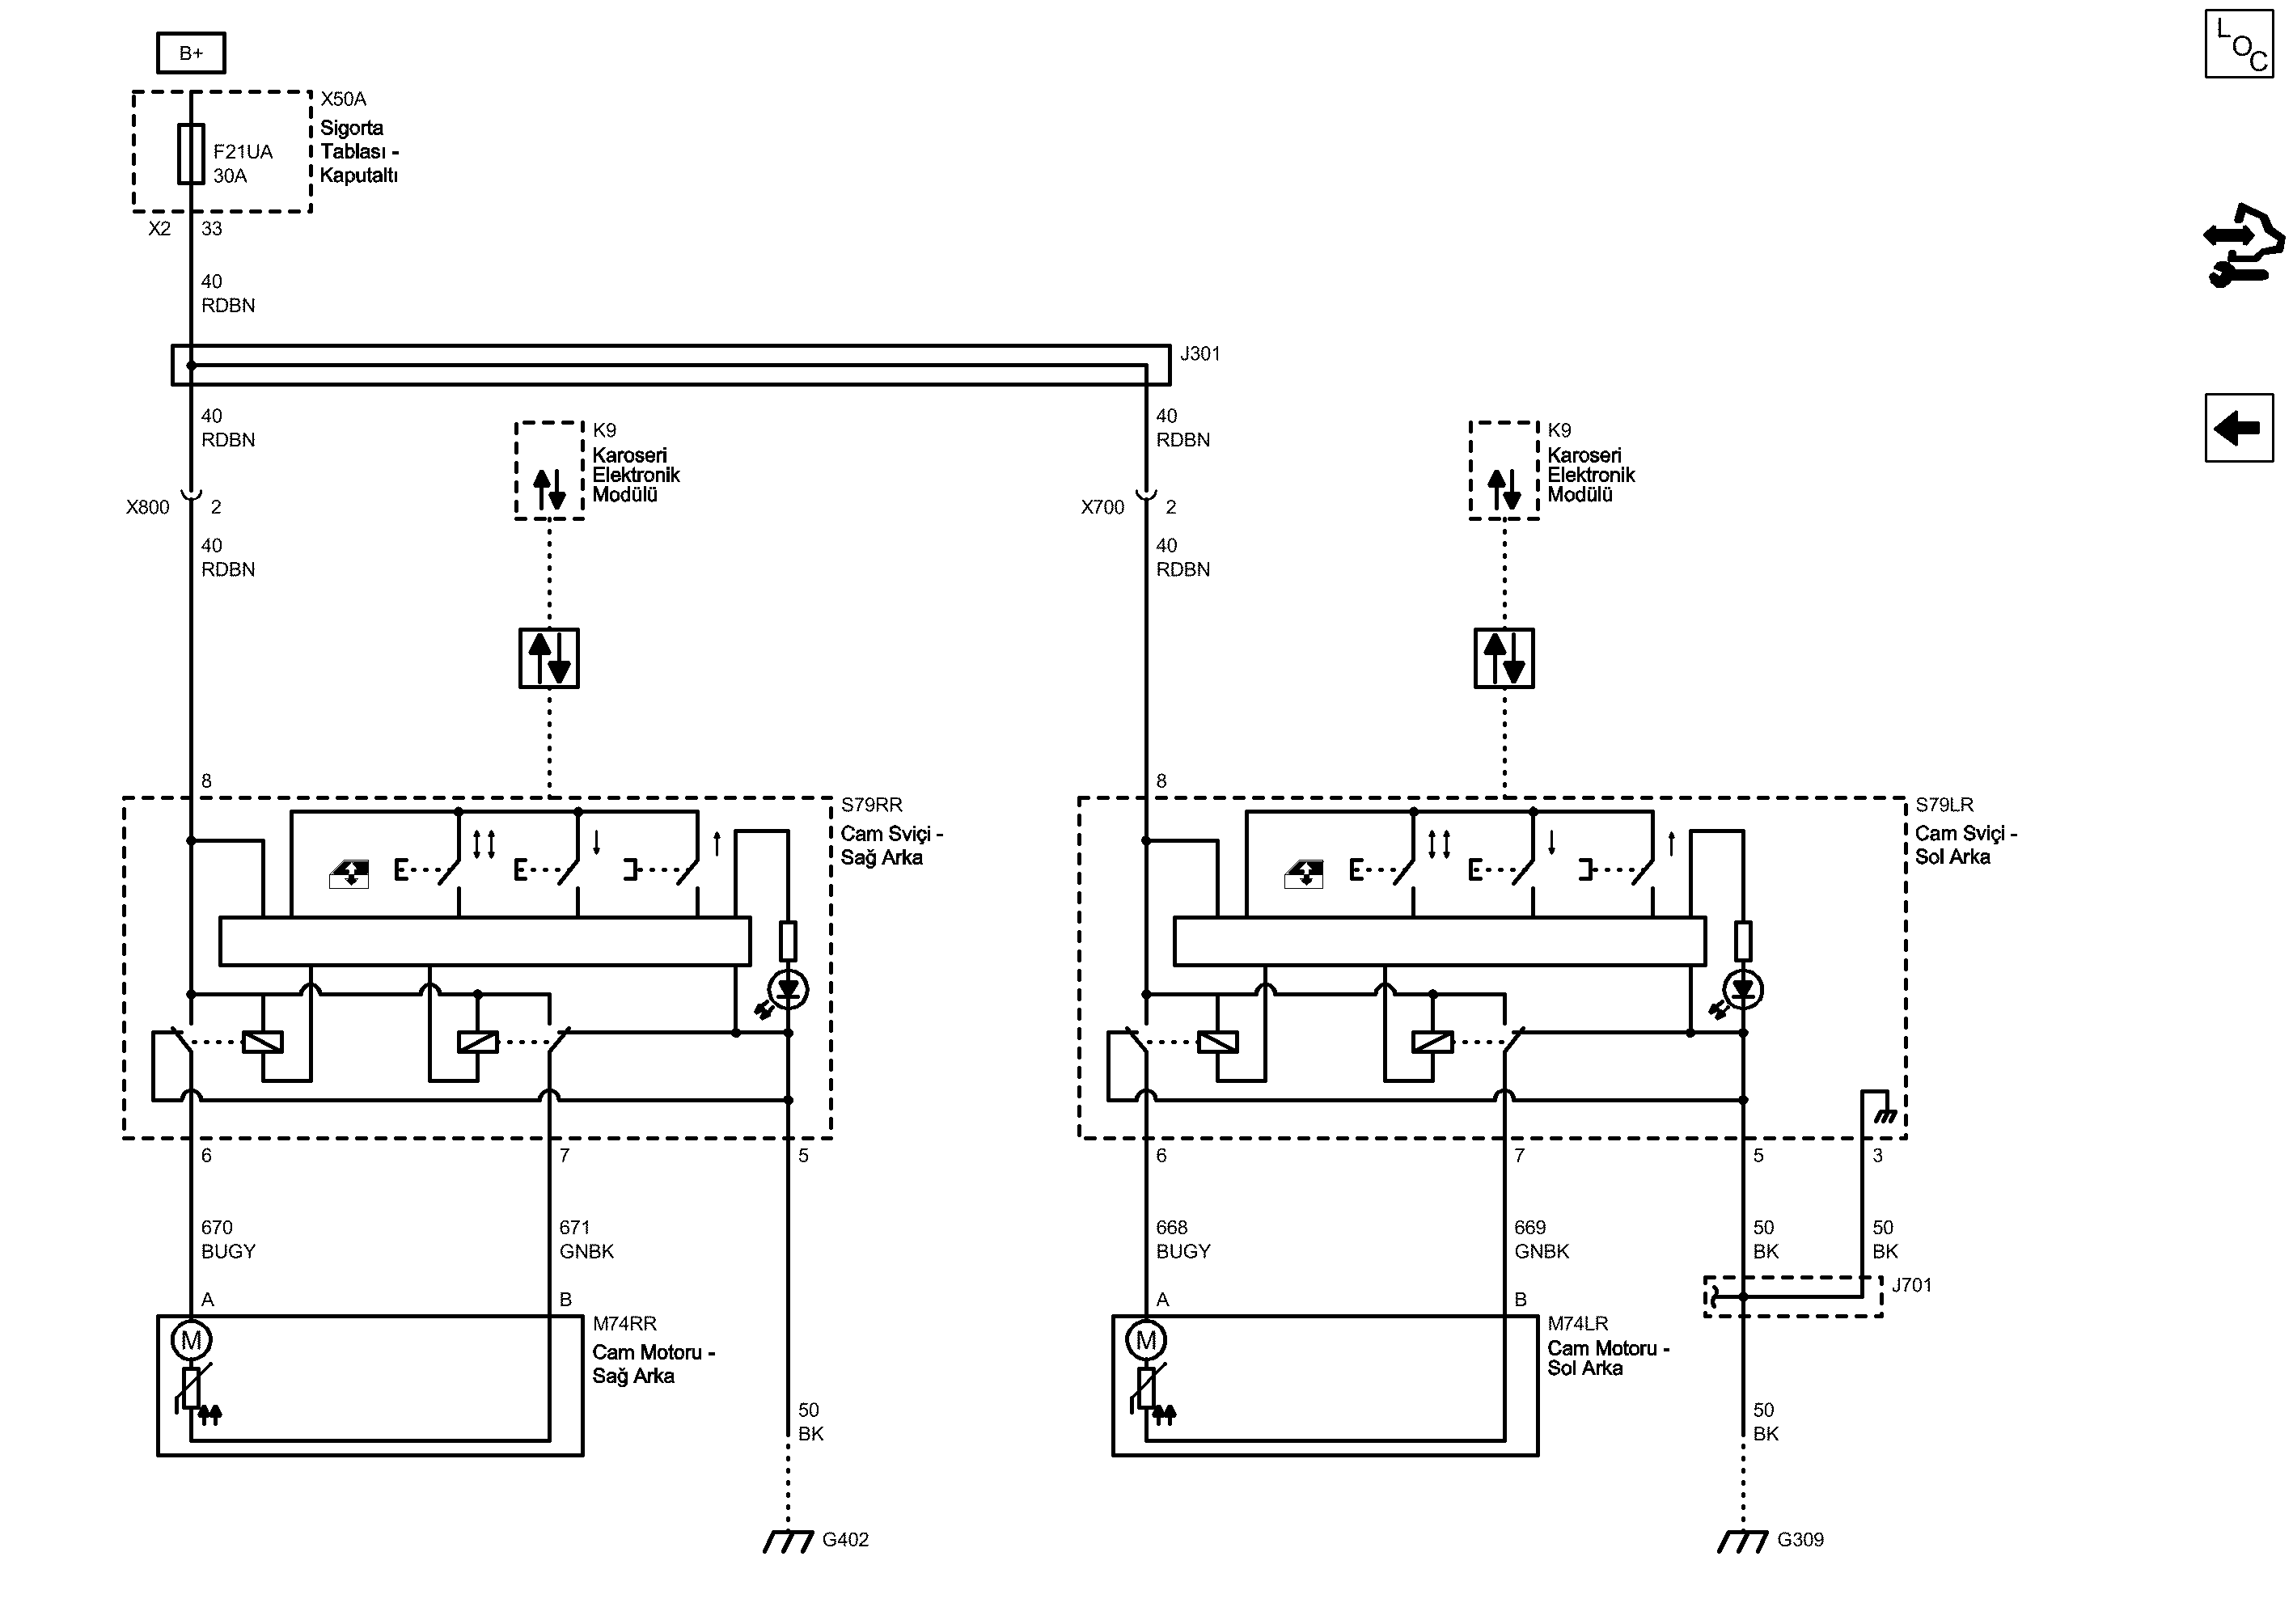 B+
LOC
X50A
Sigorta
Tablası -
Kaputaltı
F21UA
30A
X2 33
40
RDBN
J301
40
RDBN
X800 2
40
RDBN
K9
Karoseri
Elektronik
Modülü
40
RDBN
X700 2
40
RDBN
K9
Karoseri
Elektronik
Modülü
8
S79RR
Cam Sviçi -
Sağ Arka
8
S79LR
Cam Sviçi -
Sol Arka
6 7 5
6 7 5 3
670
BUGY
671
GNBK
668
BUGY
669
GNBK
50
BK
50
BK
J701
A B
M74RR
Cam Motoru -
Sağ Arka
M
A B
M74LR
Cam Motoru -
Sol Arka
M
50
BK
50
BK
G402
G309